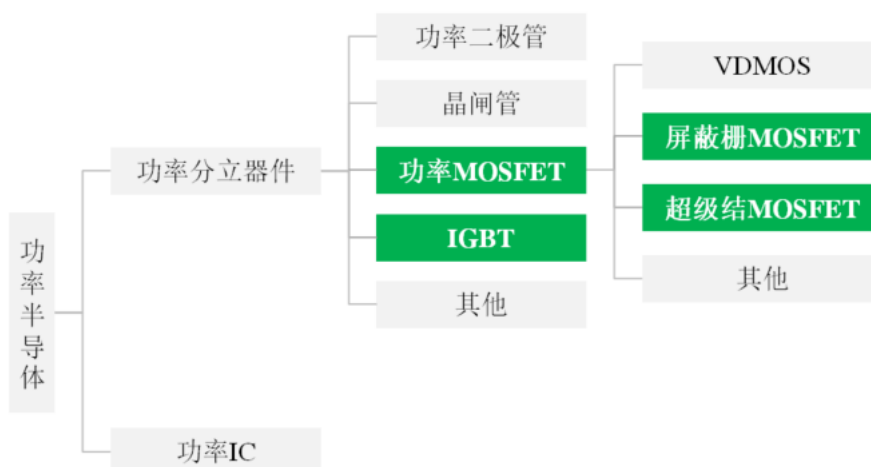 功率半导体
功率分立器件
功率IC
功率二极管
晶闸管
功率MOSFET
IGBT
其他
VDMOS
屏蔽栅MOSFET
超级结MOSFET
其他